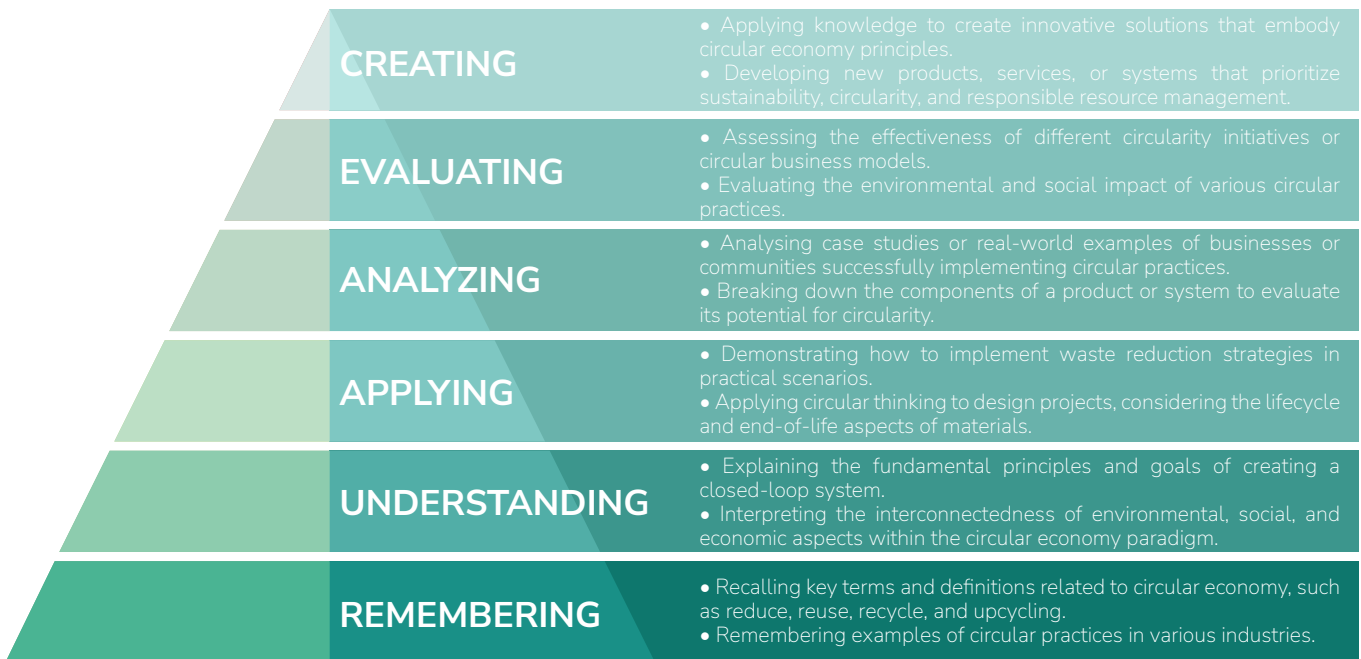 CREATING
• Applying knowledge to create innovative solutions that embody
circular economy principles.
• Developing new products, services, or systems that prioritize
sustainability, circularity, and responsible resource management.
EVALUATING
• Assessing the effectiveness of different circularity initiatives or
circular business models.
• Evaluating the environmental and social impact of various circular
practices.
ANALYZING
• Analysing case studies or real-world examples of businesses or
communities successfully implementing circular practices.
• Breaking down the components of a product or system to evaluate
its potential for circularity.
APPLYING
• Demonstrating how to implement waste reduction strategies in
practical scenarios.
• Applying circular thinking to design projects, considering the lifecycle
and end-of-life aspects of materials.
UNDERSTANDING
• Explaining the fundamental principles and goals of creating a
closed-loop system.
• Interpreting the interconnectedness of environmental, social, and
economic aspects within the circular economy paradigm.
REMEMBERING
• Recalling key terms and definitions related to circular economy, such
as reduce, reuse, recycle, and upcycling.
• Remembering examples of circular practices in various industries.